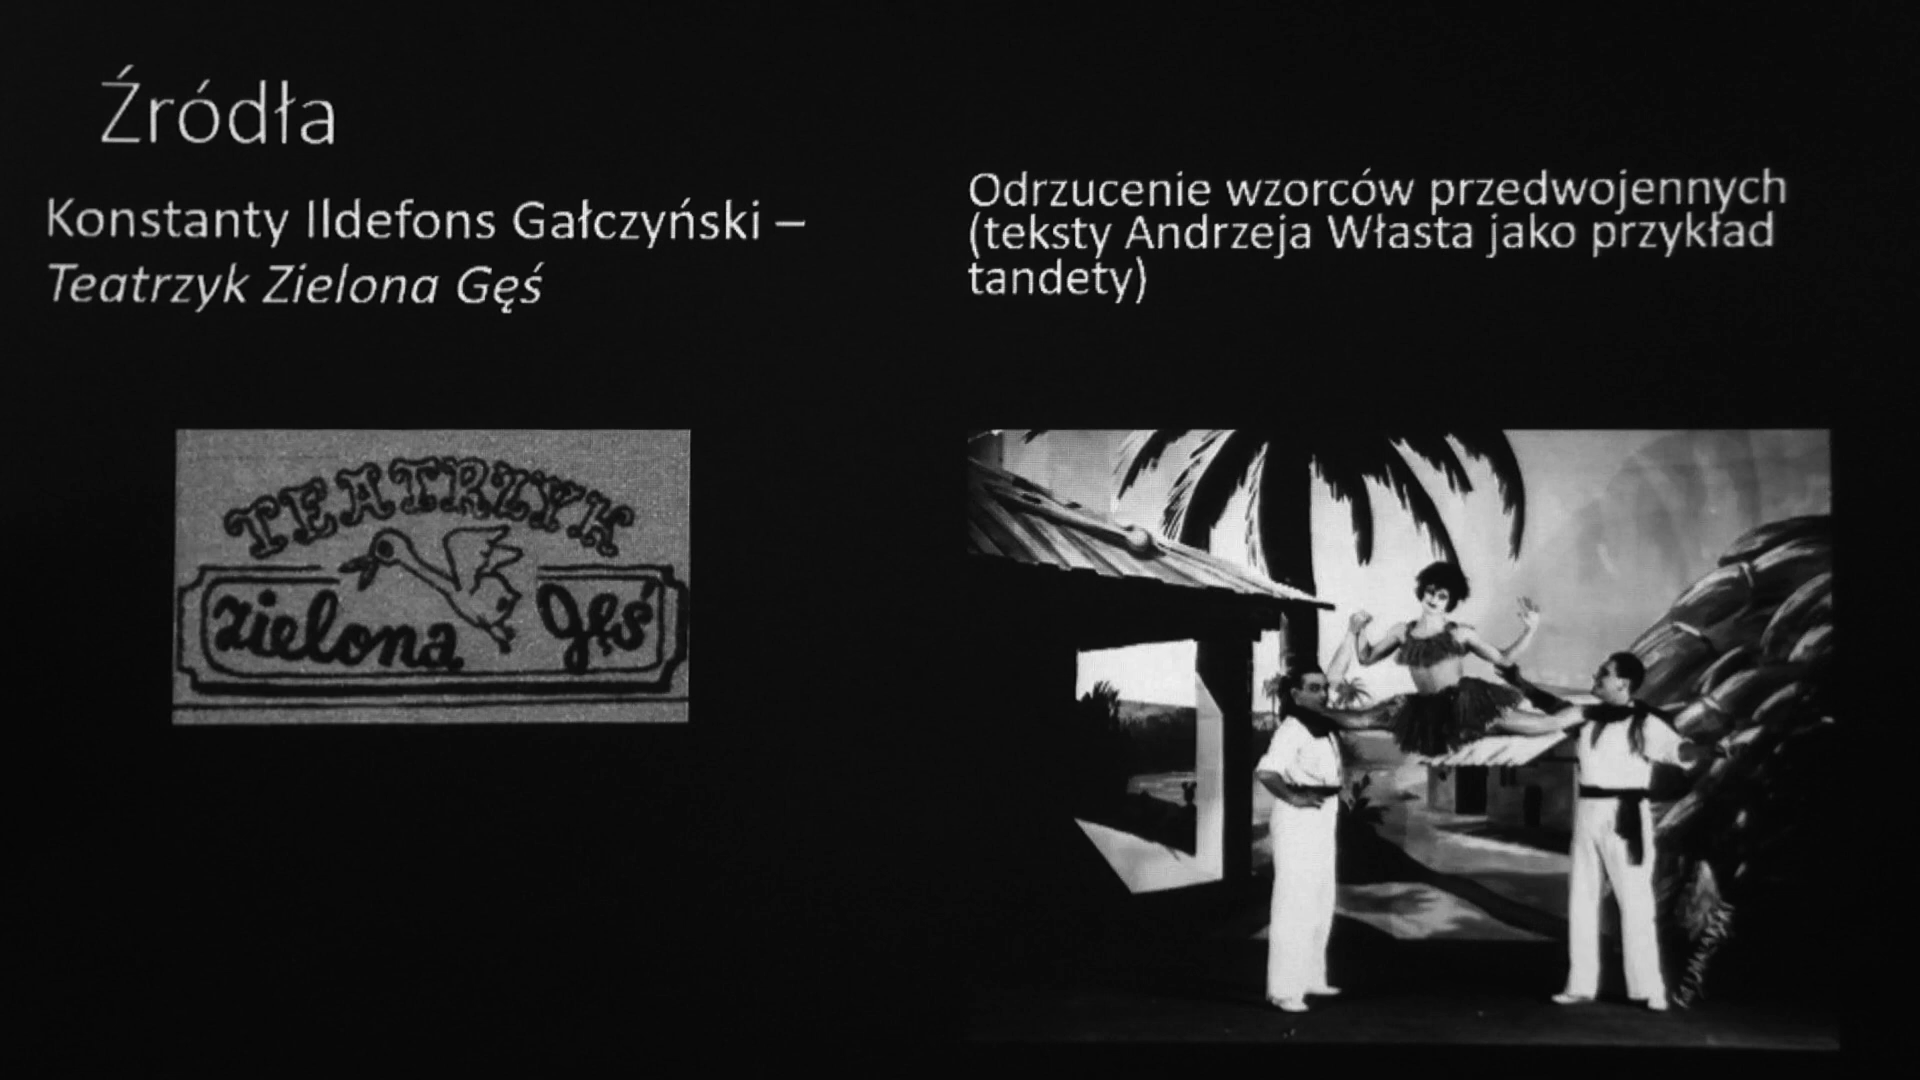 Źródła
Konstanty Ildefons Gałczyński –
Teatrzyk Zielona Gęś
Odrzucenie wzorców przedwojennych
(teksty Andrzeja Własta jako przykład
tandety)
TEATRZYK
zielona gęś